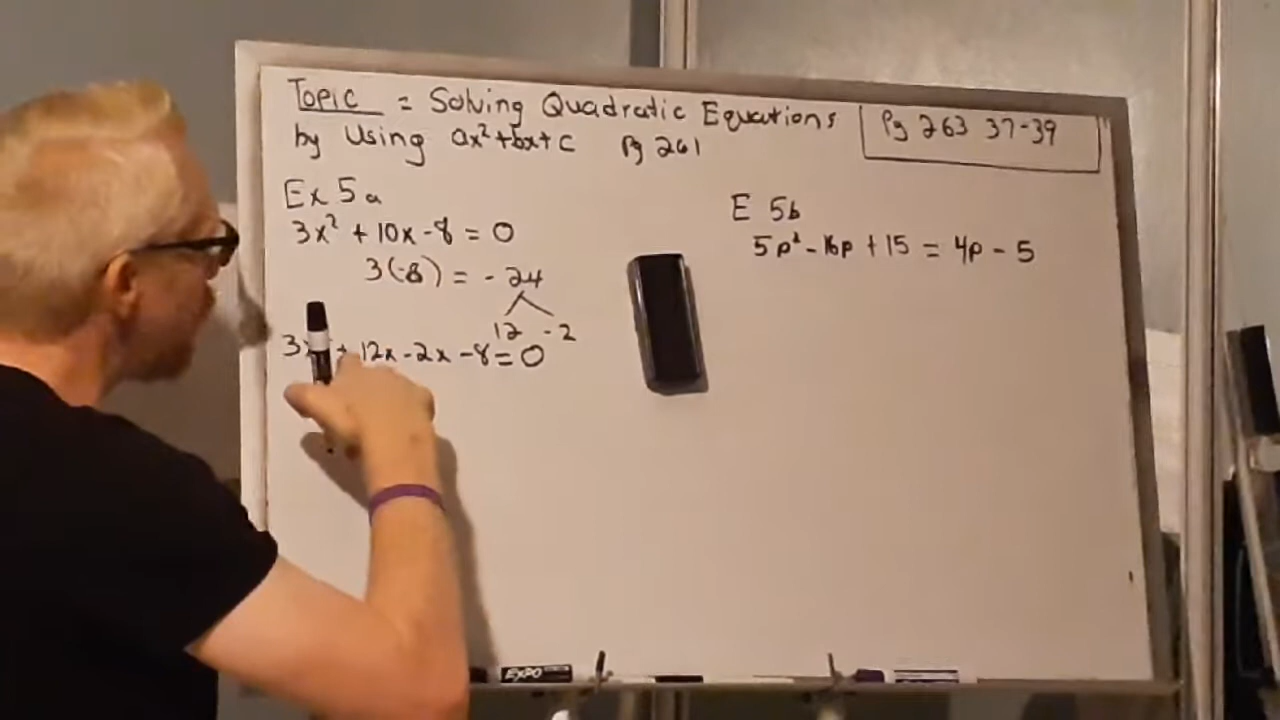 Topic = Solving Quadratic Equations
by Using ax²+bx+c Pg 261
Pg 263 37-39
Ex 5a
3x² + 10x - 8 = 0
3(-8) = - 24
12 -2
3x + 12x - 2x - 8 = 0
E 5b
5p² - 16p + 15 = 4p - 5
EXPO